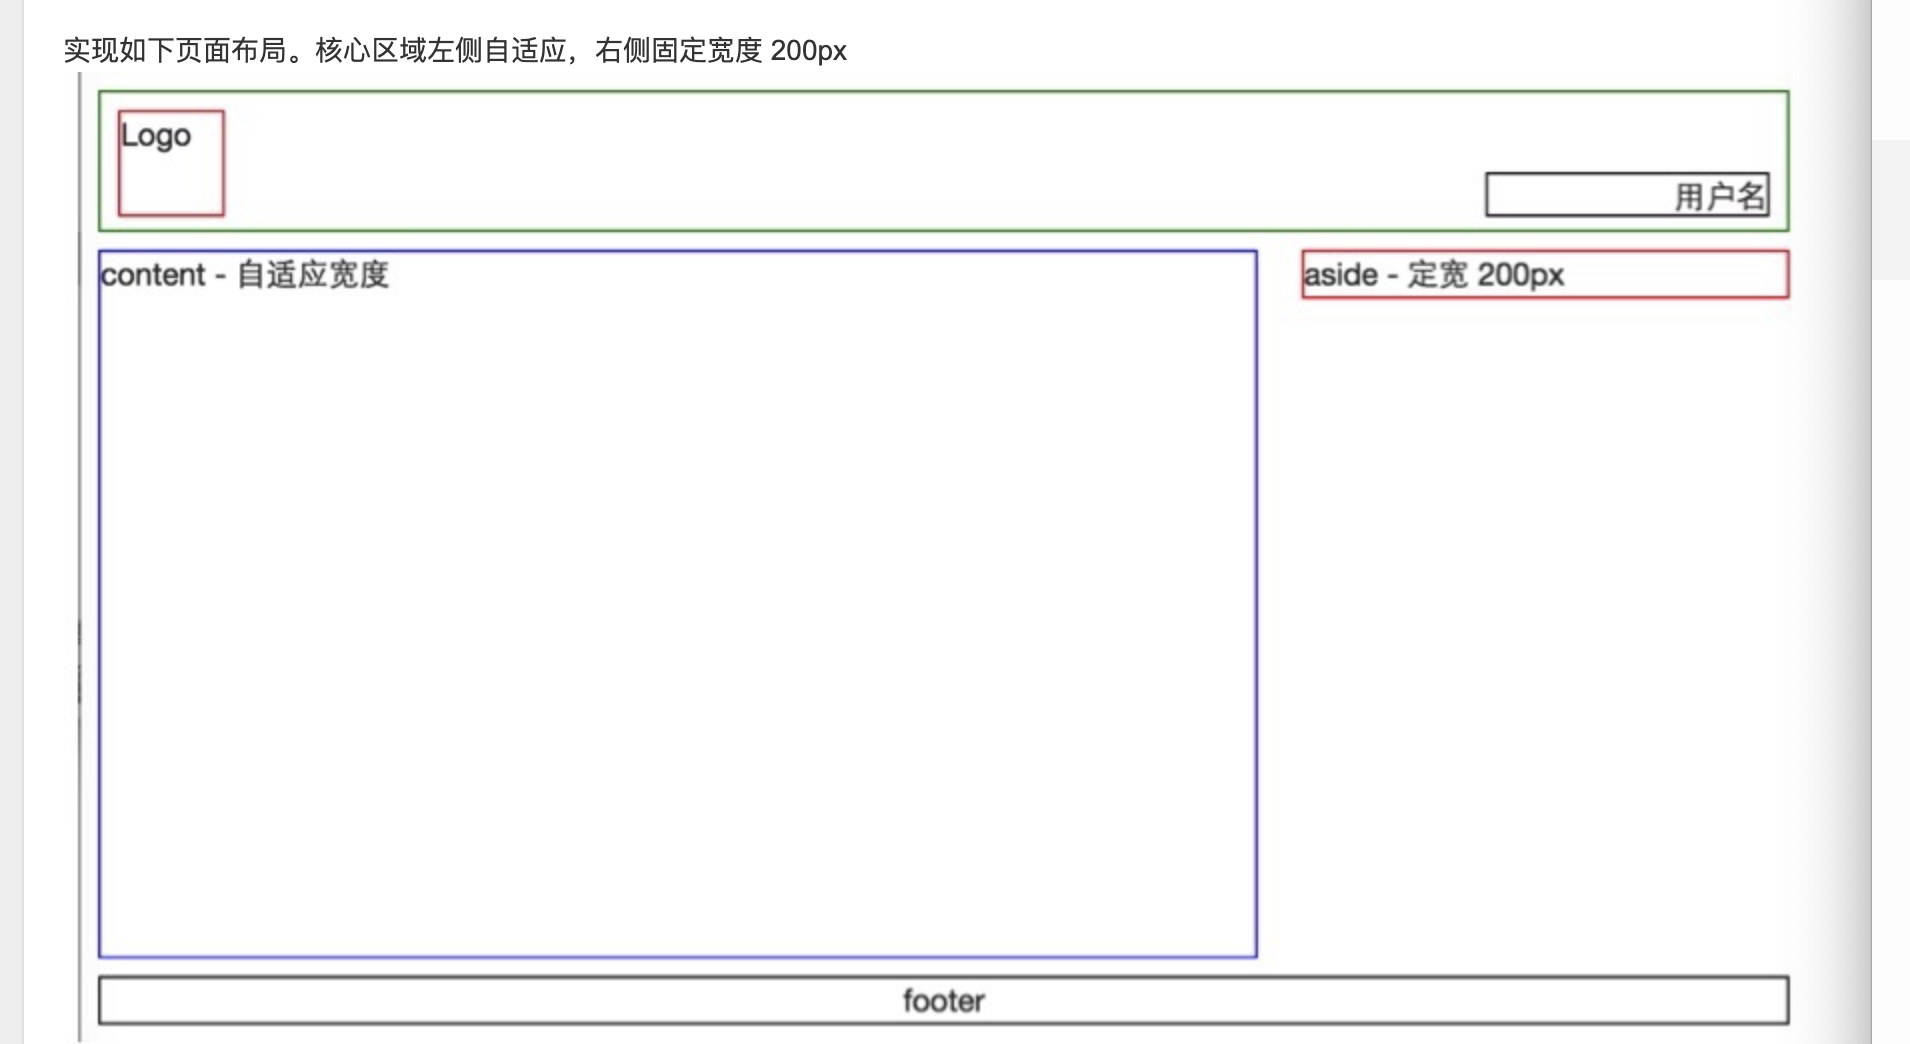 实现如下页面布局。核心区域左侧自适应，右侧固定宽度 200px
Logo
用户名
content - 自适应宽度
aside - 定宽 200px
footer